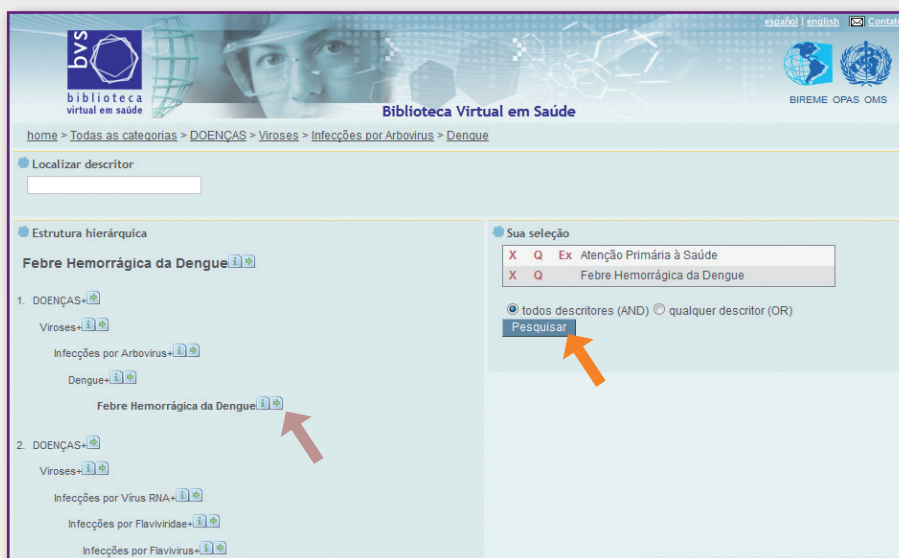 español | english Contato
bvs
biblioteca
virtual em saúde
Biblioteca Virtual em Saúde
BIREME OPAS OMS
home > Todas as categorias > DOENÇAS > Viroses > Infecções por Arbovirus > Dengue
Localizar descritor
Estrutura hierárquica
Febre Hemorrágica da Dengue
1. DOENÇAS+
Viroses+
Infecções por Arbovirus+
Dengue+
Febre Hemorrágica da Dengue
2. DOENÇAS+
Viroses+
Infecções por Vírus RNA+
Infecções por Flaviviridae+
Infecções por Flavivirus+
Sua seleção
X Q Ex Atenção Primária à Saúde
X Q Febre Hemorrágica da Dengue
todos descritores (AND) qualquer descritor (OR)
Pesquisar